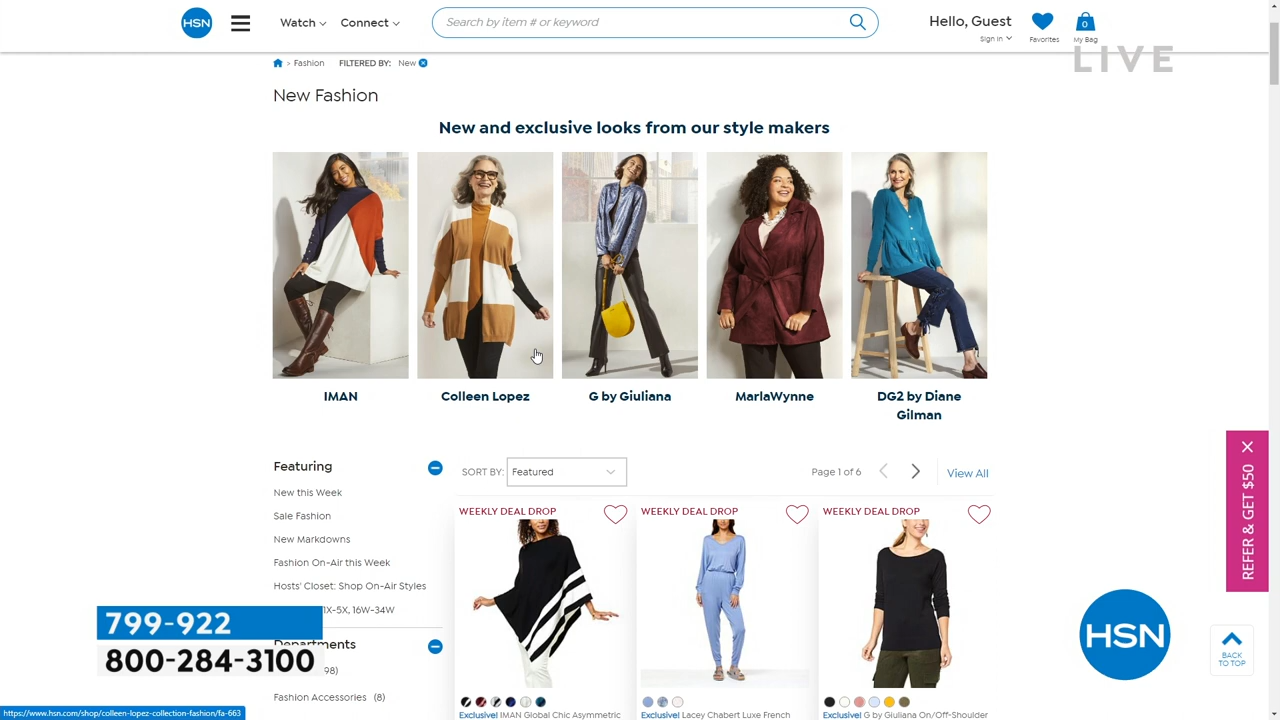 HSN
Watch
Connect
Search by item # or keyword
Hello, Guest
Sign In
Favorites
0
My Bag
LIVE
> Fashion
FILTERED BY: New
New Fashion
New and exclusive looks from our style makers
IMAN
Colleen Lopez
G by Giuliana
MarlaWynne
DG2 by Diane
Gilman
Featuring
New this Week
Sale Fashion
New Markdowns
Fashion On-Air this Week
Hosts' Closet: Shop On-Air Styles
1X-5X, 16W-34W
Departments
98)
Fashion Accessories (8)
SORT BY: Featured
Page 1 of 6
View All
WEEKLY DEAL DROP
WEEKLY DEAL DROP
WEEKLY DEAL DROP
Exclusive! IMAN Global Chic Asymmetric
Exclusive! Lacey Chabert Luxe French
Exclusive! G by Giuliana On/Off-Shoulder
REFER & GET $50
799-922
800-284-3100
HSN
BACK
TO TOP
https://www.hsn.com/shop/colleen-lopez-collection-fashion/fa-663